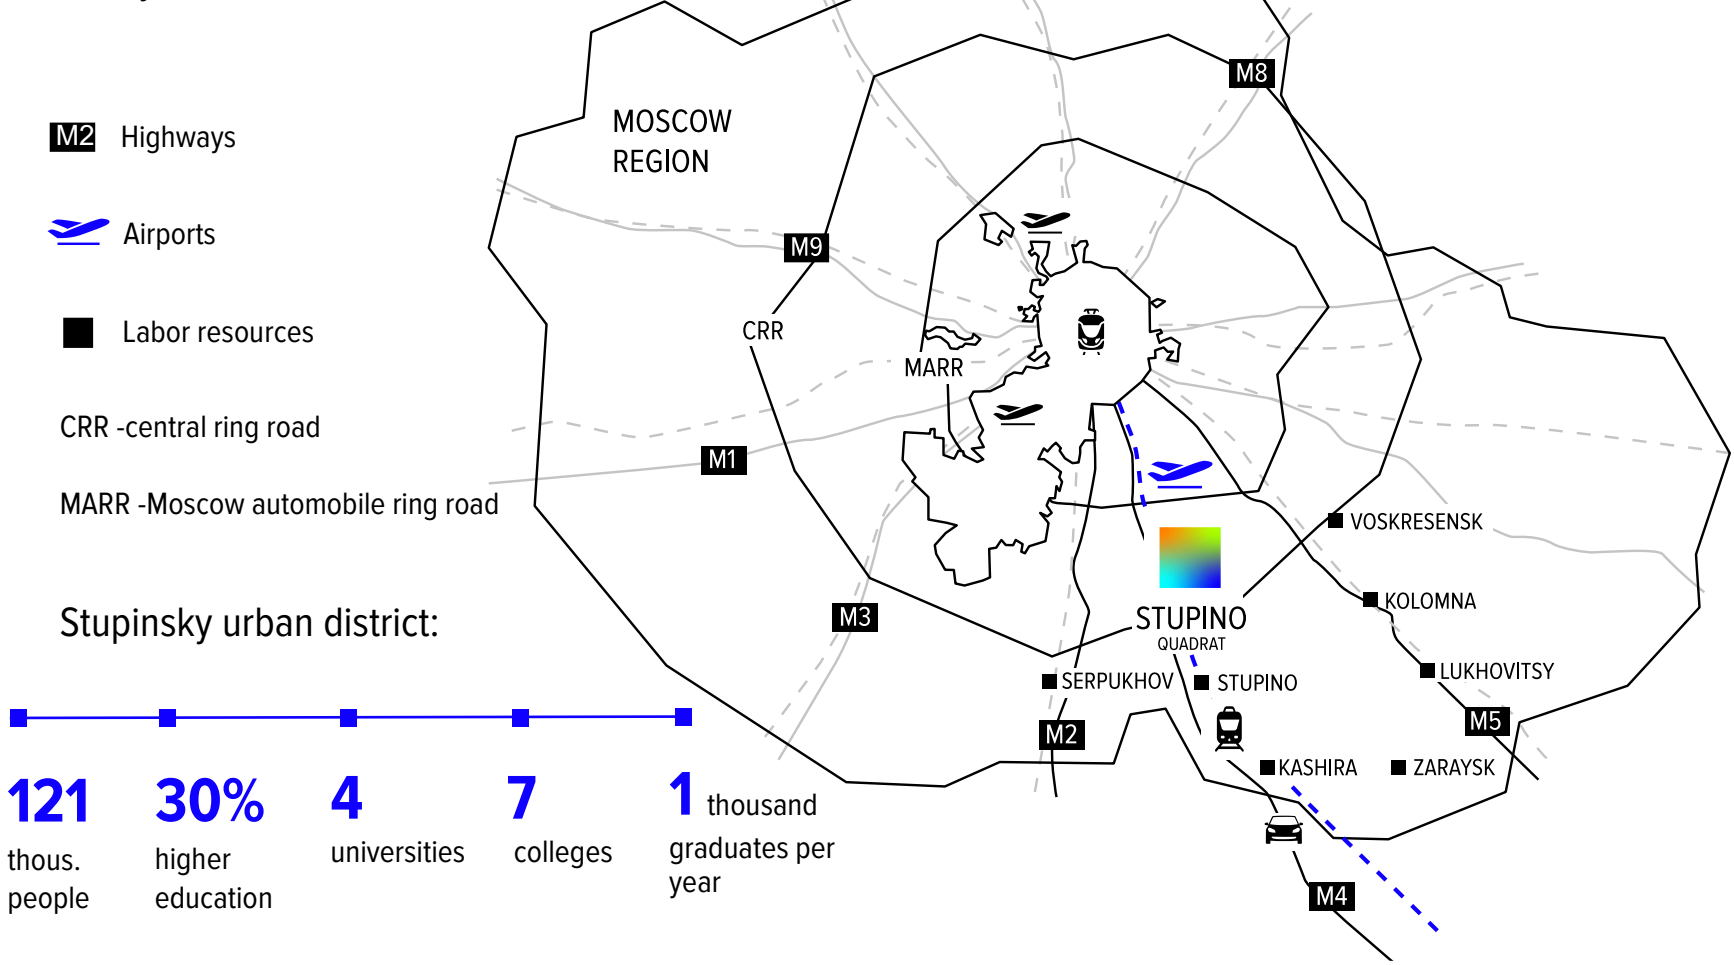 M2 Highways
Airports
Labor resources
CRR -central ring road
MARR -Moscow automobile ring road
Stupinsky urban district:
121
thous.
people
30%
higher
education
4
universities
7
colleges
1 thousand
graduates per
year
MOSCOW
REGION
M8
M9
CRR
MARR
M1
M3
VOSKRESENSK
KOLOMNA
STUPINO
QUADRAT
LUKHOVITSY
SERPUKHOV
STUPINO
M5
M2
KASHIRA
ZARAYSK
M4